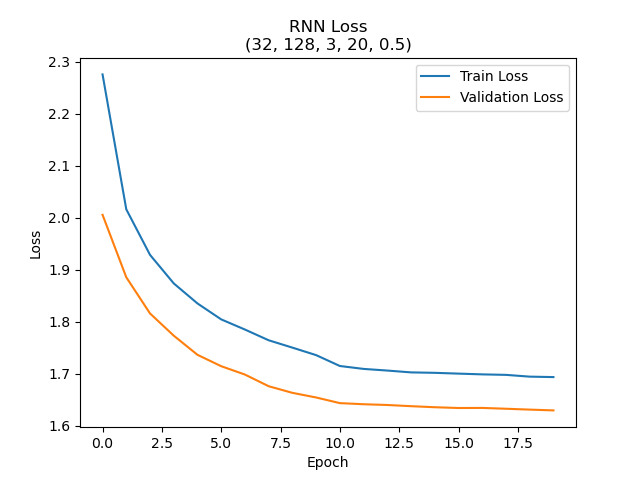 RNN Loss
(32, 128, 3, 20, 0.5)
Train Loss
Validation Loss
Loss
2.3
2.2
2.1
2.0
1.9
1.8
1.7
1.6
0.0 2.5 5.0 7.5 10.0 12.5 15.0 17.5
Epoch